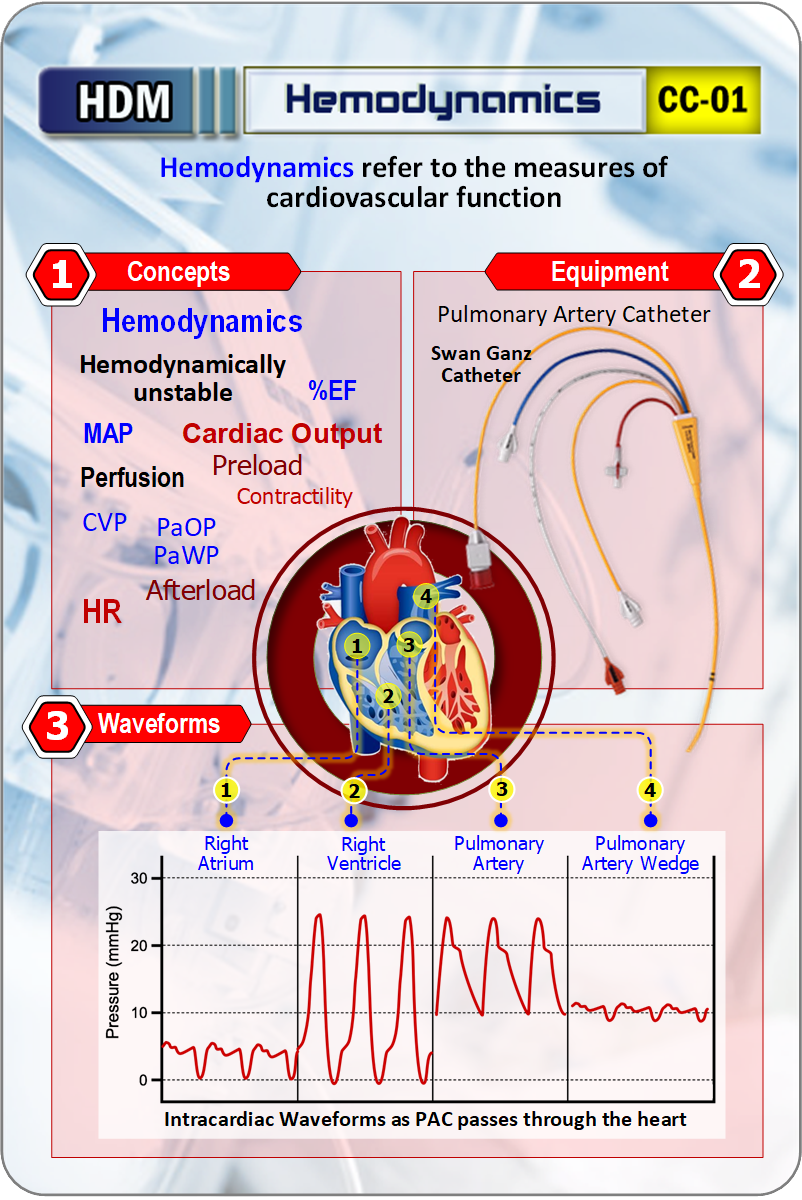 HDM
Hemodynamics
CC-01
Hemodynamics refer to the measures of
cardiovascular function
1
Concepts
Hemodynamics
Hemodynamically
unstable
%EF
MAP
Cardiac Output
Perfusion
Preload
Contractility
CVP
PaOP
PaWP
Afterload
HR
Equipment
2
Pulmonary Artery Catheter
Swan Ganz
Catheter
4
1
3
2
3
Waveforms
1
2
3
4
Right
Atrium
Right
Ventricle
Pulmonary
Artery
Pulmonary
Artery Wedge
Pressure (mmHg)
30
20
10
0
Intracardiac Waveforms as PAC passes through the heart